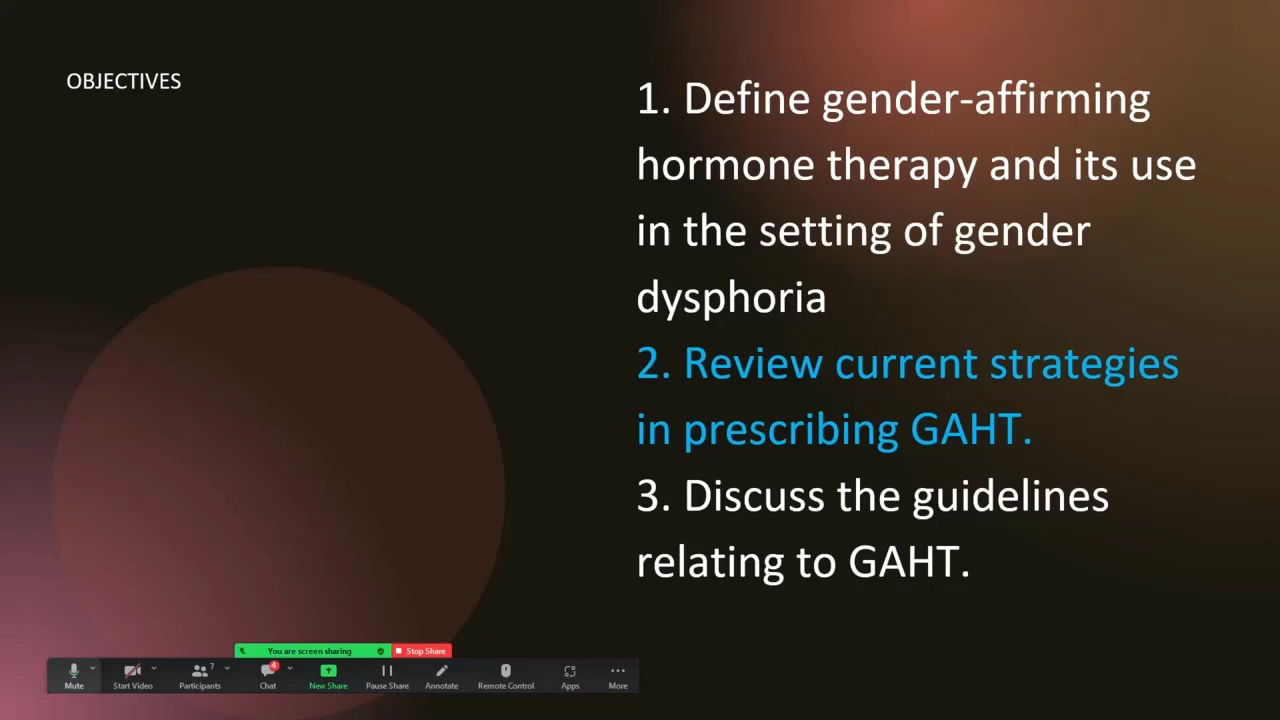 OBJECTIVES
1. Define gender-affirming
hormone therapy and its use
in the setting of gender
dysphoria
2. Review current strategies
in prescribing GAHT.
3. Discuss the guidelines
relating to GAHT.
You are screen sharing
Stop Share
7
4
Mute
Start Video
Participants
Chat
New Share
Pause Share
Annotate
Remote Control
Apps
More